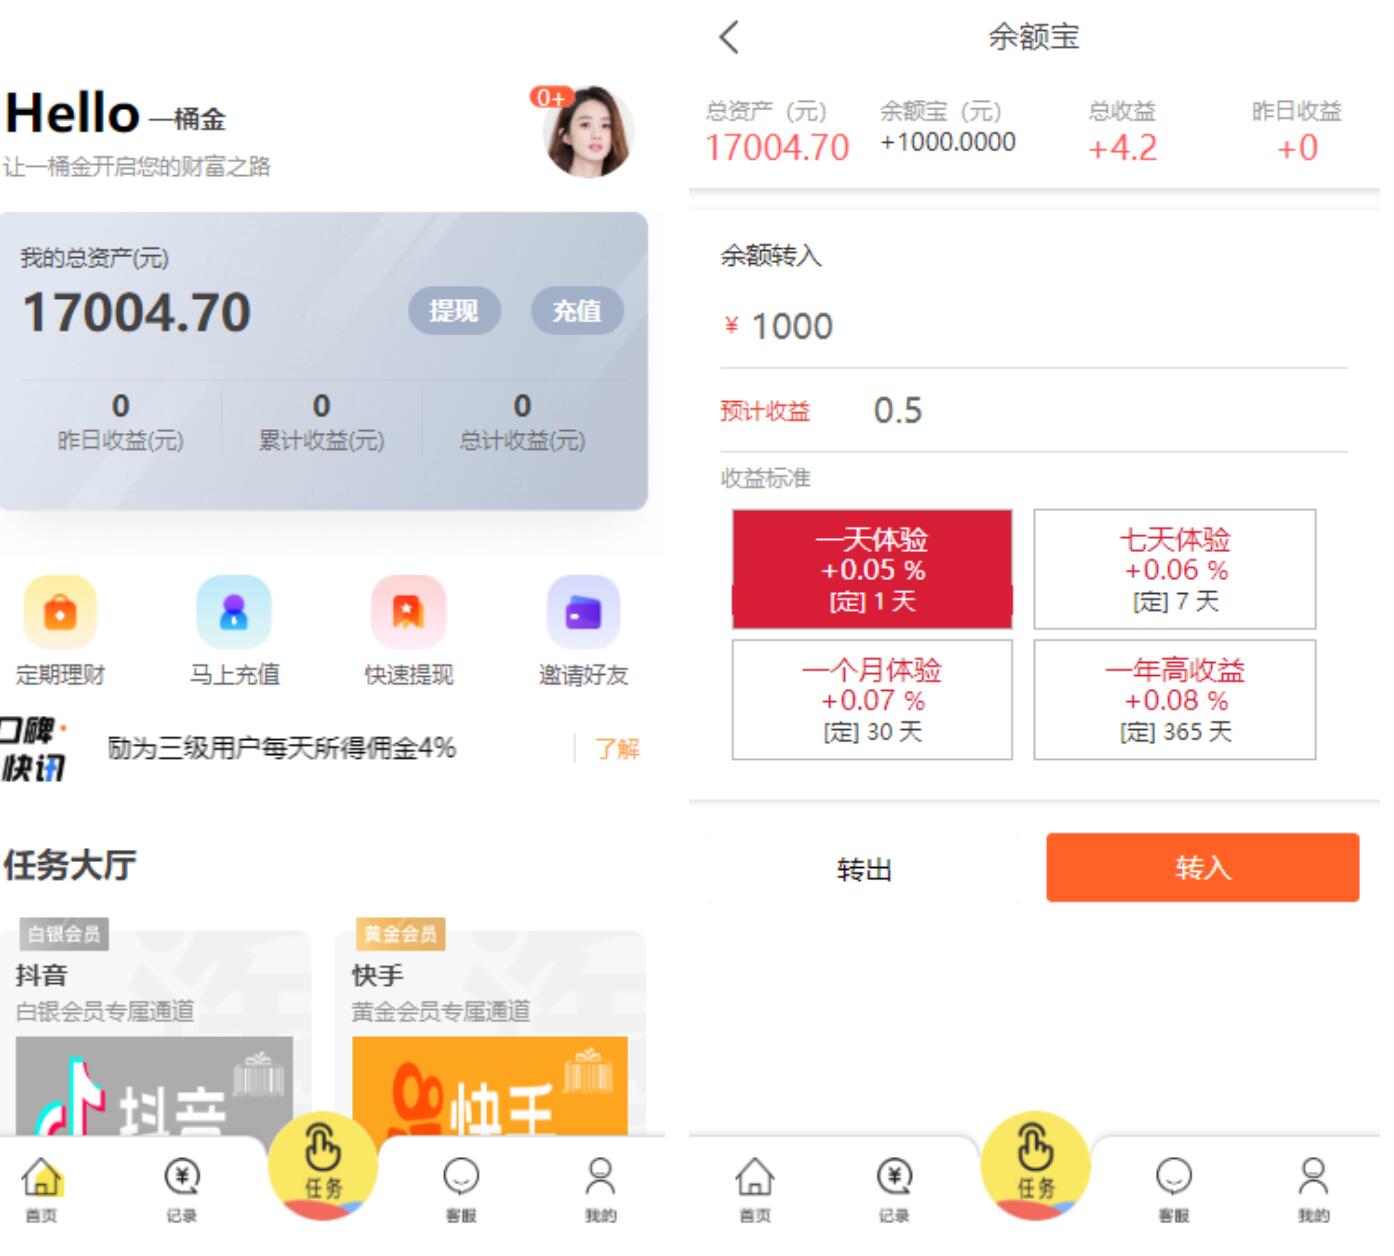 Hello 一桶金
0+
让一桶金开启您的财富之路
我的总资产(元)
17004.70
提现
充值
0
0
0
昨日收益(元)
累计收益(元)
总计收益(元)
定期理财
马上充值
快速提现
邀请好友
口碑
快讯
励为三级用户每天所得佣金4%
了解
任务大厅
白银会员
抖音
白银会员专属通道
抖音
黄金会员
快手
黄金会员专属通道
快手
首页
记录
任务
客服
我的
余额宝
总资产（元）
余额宝（元）
总收益
昨日收益
17004.70
+1000.0000
+4.2
+0
余额转入
¥ 1000
预计收益 0.5
收益标准
一天体验
+0.05 %
[定] 1 天
七天体验
+0.06 %
[定] 7 天
一个月体验
+0.07 %
[定] 30 天
一年高收益
+0.08 %
[定] 365 天
转出
转入
首页
记录
任务
客服
我的